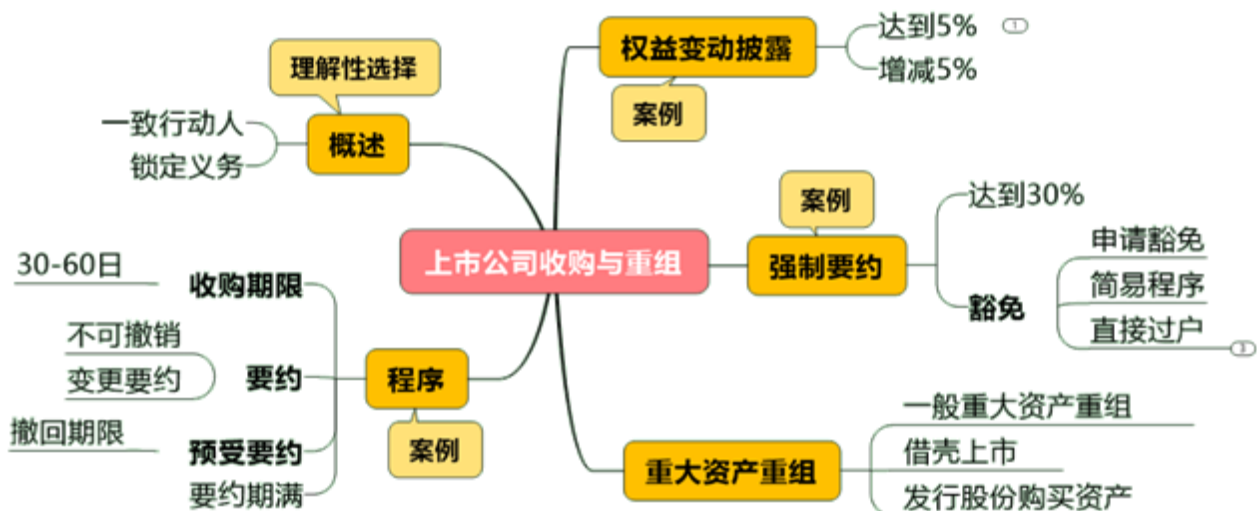 上市公司收购与重组
理解性选择
概述
一致行动人
锁定义务
权益变动披露
案例
达到5%
1
增减5%
案例
强制要约
达到30%
豁免
申请豁免
简易程序
直接过户
3
程序
案例
收购期限
30-60日
要约
不可撤销
变更要约
预受要约
撤回期限
要约期满
重大资产重组
一般重大资产重组
借壳上市
发行股份购买资产